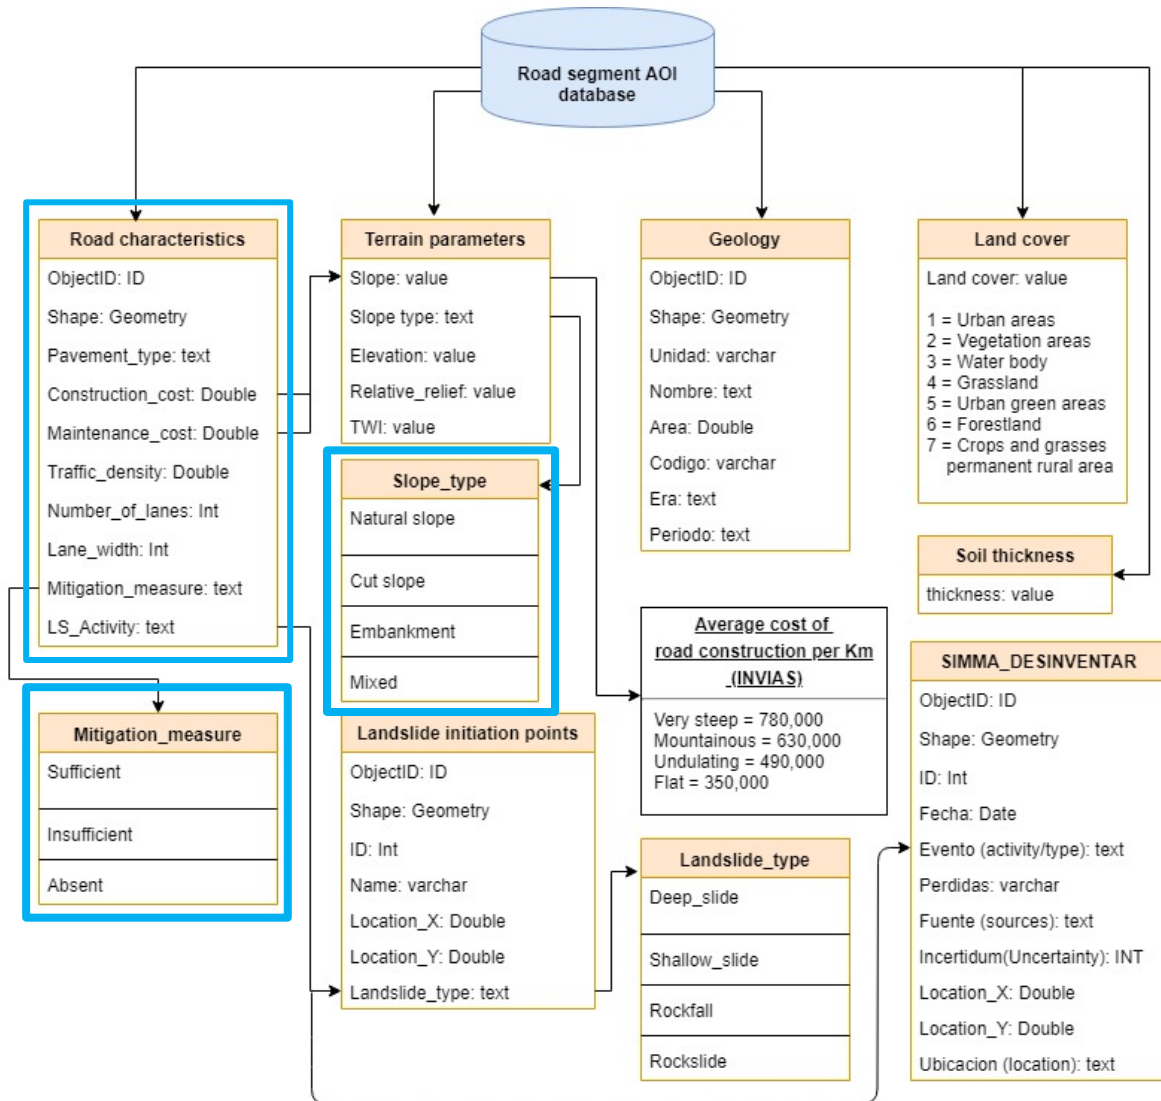 Road segment AOI
database
Road characteristics
ObjectID: ID
Shape: Geometry
Pavement_type: text
Construction_cost: Double
Maintenance_cost: Double
Traffic_density: Double
Number_of_lanes: Int
Lane_width: Int
Mitigation_measure: text
LS_Activity: text
Terrain parameters
Slope: value
Slope type: text
Elevation: value
Relative_relief: value
TWI: value
Geology
ObjectID: ID
Shape: Geometry
Unidad: varchar
Nombre: text
Area: Double
Codigo: varchar
Era: text
Periodo: text
Land cover
Land cover: value
1 = Urban areas
2 = Vegetation areas
3 = Water body
4 = Grassland
5 = Urban green areas
6 = Forestland
7 = Crops and grasses
permanent rural area
Slope_type
Natural slope
Cut slope
Embankment
Mixed
Soil thickness
thickness: value
Average cost of
road construction per Km
(INVIAS)
Very steep = 780,000
Mountainous = 630,000
Undulating = 490,000
Flat = 350,000
Mitigation_measure
Sufficient
Insufficient
Absent
Landslide initiation points
ObjectID: ID
Shape: Geometry
ID: Int
Name: varchar
Location_X: Double
Location_Y: Double
Landslide_type: text
Landslide_type
Deep_slide
Shallow_slide
Rockfall
Rockslide
SIMMA_DESINVENTAR
ObjectID: ID
Shape: Geometry
ID: Int
Fecha: Date
Evento (activity/type): text
Perdidas: varchar
Fuente (sources): text
Incertidum(Uncertainty): INT
Location_X: Double
Location_Y: Double
Ubicacion (location): text